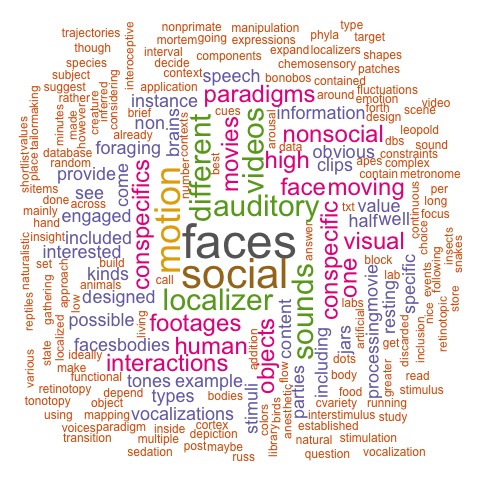 nonprimate manipulation type
trajectories mortem going expressions phyla target
though interval components expand localizers shapes
species decide chemosensory patches
subject context speech bonobos contained
suggest application paradigms around fluctuations
rather instance cues emotion video
interoceptive
tailormaking
shortlist values
place
minutes
made
however
creature
inferred
considering
brief
non
brains
number
contexts
different
best
movies
videos
arousal
information forth scene
design
leopold
high nonsocial dbs sound
data
obvious apes constraints
already
foraging
database
random
clips complex
auditory
face moving contain metronome
provide come
items
see
txt value
continuous
per
done across
long
conspecifics
motion
faces
answer
conspecific
cone
visual
halfwell
focus
mainly engaged
hand
insight included
interested
set
kinds
call
social
block
lab
resting
specific
choice
rice
events
following
insects
snakes
naturalistic
reptiles
gathering
approach
low
animals
localizer
sounds
labs
movie
artificial
designed
possible footages
living
objects
content
including
jars
processing
get
discarded
inclusion
retinotopic
store
various
state
localized
facesbodies human
addition
dots
greater
ideally
make
interactions
functional
flow
stimuli
parties
body read
retinotopy tones example
food
stimulus
tonotopy
object
depend
types
bodies
colors
birds
library
anesthetic
cvariety running
using mapping vocalizations
interstimulus study
established
voices paradigm inside cortex
transition multiple depiction
natural stimulation
post maybe
sedation russ question vocalization